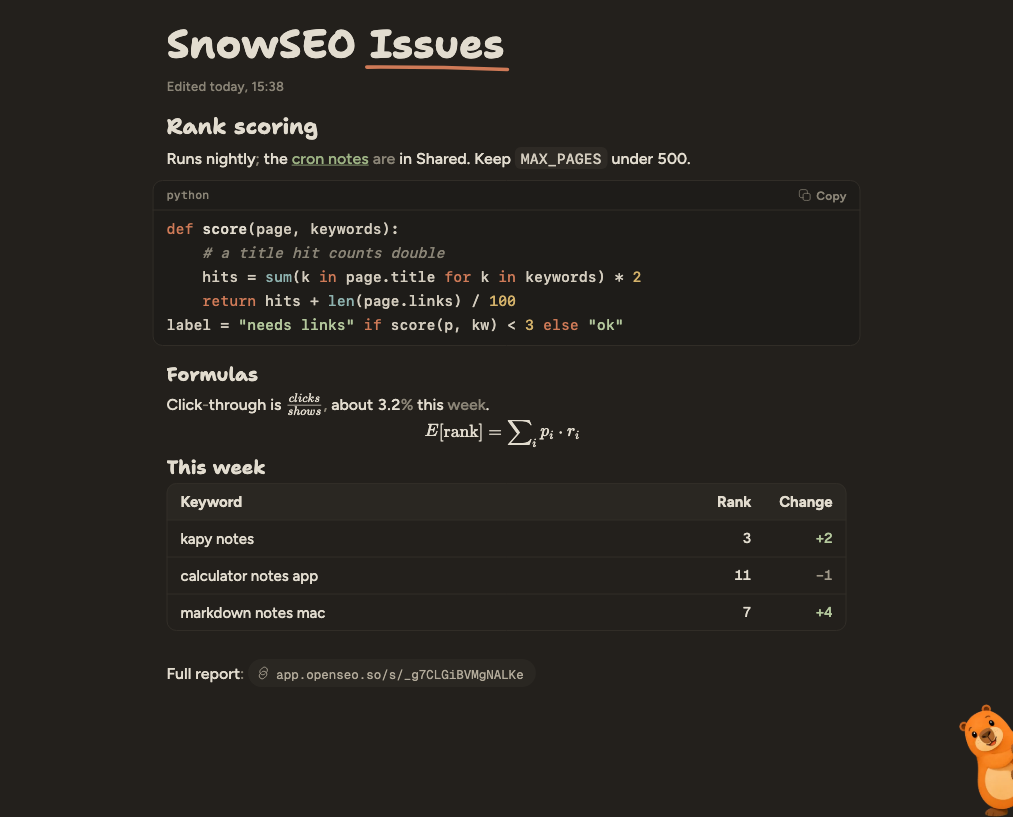 SnowSEO Issues
Edited today, 15:38
Rank scoring
Runs nightly; the cron notes are in Shared. Keep MAX_PAGES under 500.
python Copy
def score(page, keywords):
    # a title hit counts double
    hits = sum(k in page.title for k in keywords) * 2
    return hits + len(page.links) / 100
label = "needs links" if score(p, kw) < 3 else "ok"
Formulas
Click-through is clicks/shows, about 3.2% this week.
E[rank] = ∑ᵢ pᵢ · rᵢ
This week
Keyword Rank Change
kapy notes 3 +2
calculator notes app 11 −1
markdown notes mac 7 +4
Full report: app.openseo.so/s/_g7CLGiBVMgNALKe